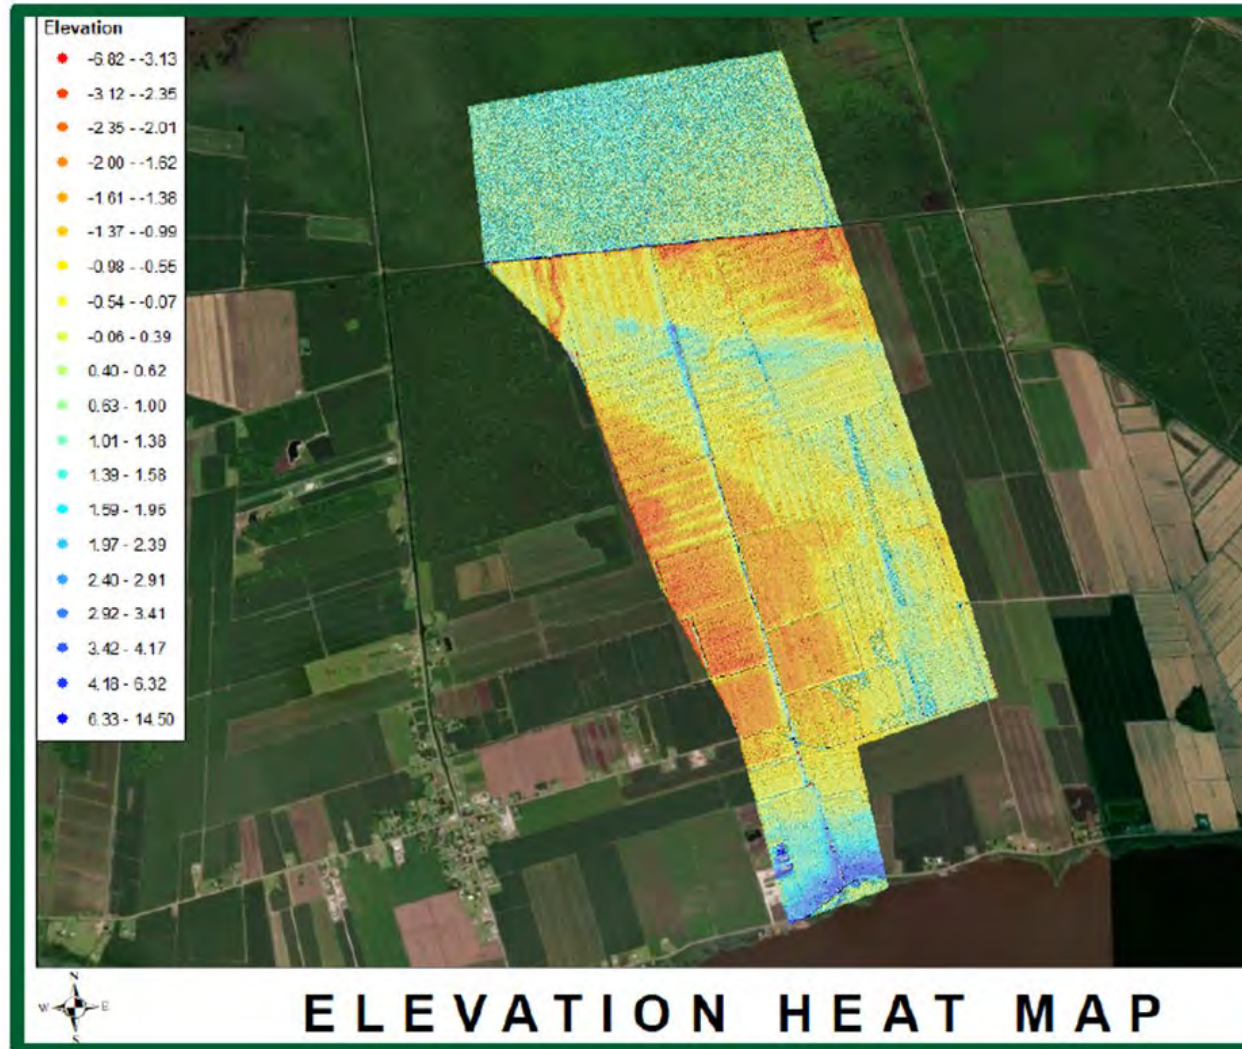 Elevation
-6.82 - -3.13
-3.12 - -2.35
-2.35 - -2.01
-2.00 - -1.62
-1.61 - -1.38
-1.37 - -0.99
-0.98 - -0.55
-0.54 - -0.07
-0.06 - 0.39
0.40 - 0.62
0.63 - 1.00
1.01 - 1.38
1.39 - 1.58
1.59 - 1.96
1.97 - 2.39
2.40 - 2.91
2.92 - 3.41
3.42 - 4.17
4.18 - 6.32
6.33 - 14.50
N
W E
S
ELEVATION HEAT MAP